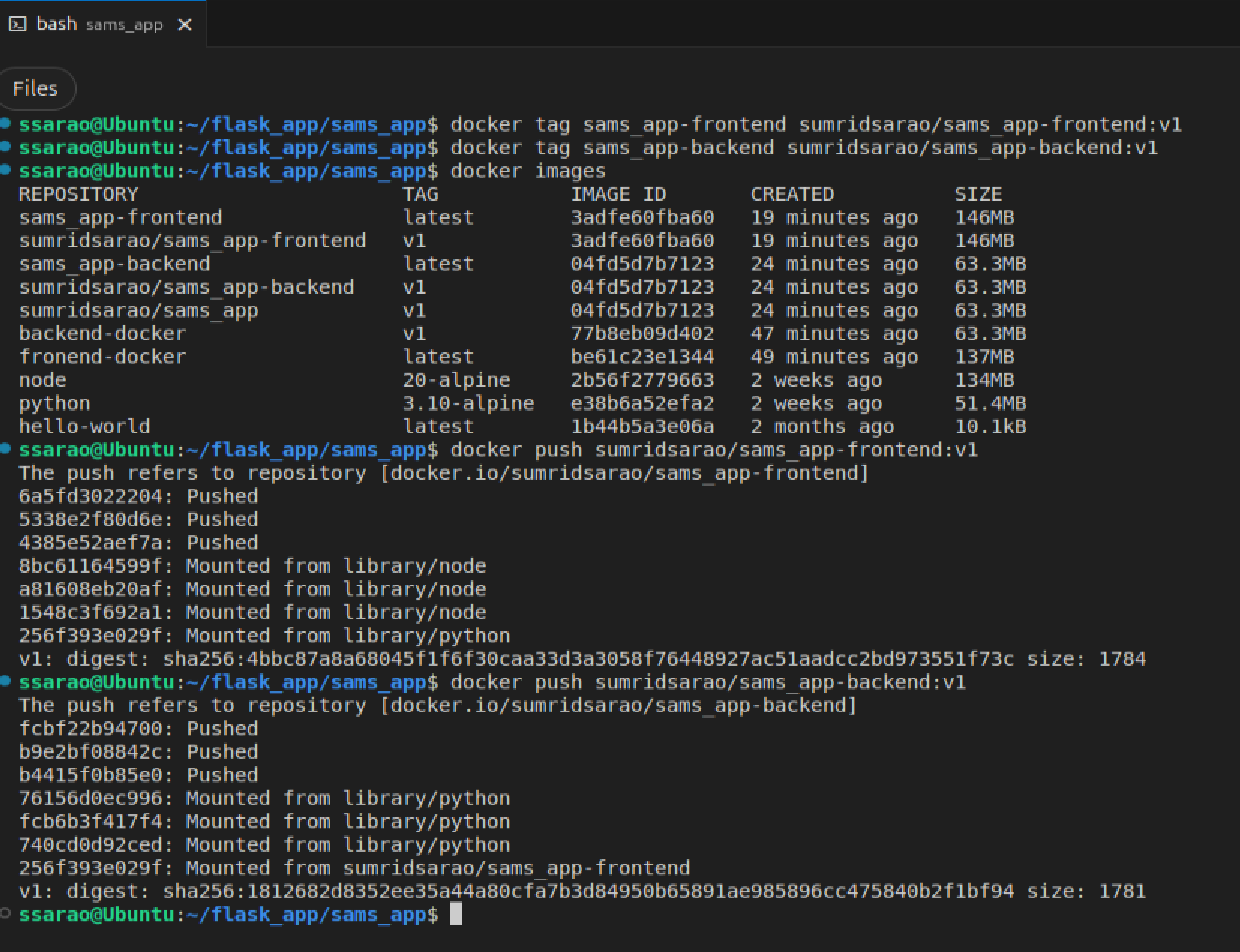 bash sams_app ×
Files
ssarao@Ubuntu:~/flask_app/sams_app$ docker tag sams_app-frontend sumridsarao/sams_app-frontend:v1
ssarao@Ubuntu:~/flask_app/sams_app$ docker tag sams_app-backend sumridsarao/sams_app-backend:v1
ssarao@Ubuntu:~/flask_app/sams_app$ docker images
REPOSITORY TAG IMAGE ID CREATED SIZE
sams_app-frontend latest 3adfe60fba60 19 minutes ago 146MB
sumridsarao/sams_app-frontend v1 3adfe60fba60 19 minutes ago 146MB
sams_app-backend latest 04fd5d7b7123 24 minutes ago 63.3MB
sumridsarao/sams_app-backend v1 04fd5d7b7123 24 minutes ago 63.3MB
sumridsarao/sams_app v1 04fd5d7b7123 24 minutes ago 63.3MB
backend-docker v1 77b8eb09d402 47 minutes ago 63.3MB
fronend-docker latest be61c23e1344 49 minutes ago 137MB
node 20-alpine 2b56f2779663 2 weeks ago 134MB
python 3.10-alpine e38b6a52efa2 2 weeks ago 51.4MB
hello-world latest 1b44b5a3e06a 2 months ago 10.1kB
ssarao@Ubuntu:~/flask_app/sams_app$ docker push sumridsarao/sams_app-frontend:v1
The push refers to repository [docker.io/sumridsarao/sams_app-frontend]
6a5fd3022204: Pushed
5338e2f80d6e: Pushed
4385e52aef7a: Pushed
8bc61164599f: Mounted from library/node
a81608eb20af: Mounted from library/node
1548c3f692a1: Mounted from library/node
256f393e029f: Mounted from library/python
v1: digest: sha256:4bbc87a8a68045f1f6f30caa33d3a3058f76448927ac51aadcc2bd973551f73c size: 1784
ssarao@Ubuntu:~/flask_app/sams_app$ docker push sumridsarao/sams_app-backend:v1
The push refers to repository [docker.io/sumridsarao/sams_app-backend]
fcbf22b94700: Pushed
b9e2bf08842c: Pushed
b4415f0b85e0: Pushed
76156d0ec996: Mounted from library/python
fcb6b3f417f4: Mounted from library/python
740cd0d92ced: Mounted from library/python
256f393e029f: Mounted from sumridsarao/sams_app-frontend
v1: digest: sha256:1812682d8352ee35a44a80cfa7b3d84950b65891ae985896cc475840b2f1bf94 size: 1781
ssarao@Ubuntu:~/flask_app/sams_app$